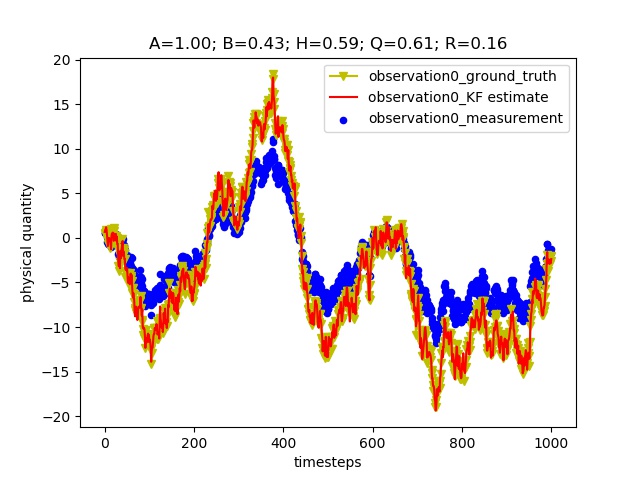 A=1.00; B=0.43; H=0.59; Q=0.61; R=0.16
observation0_ground_truth
observation0_KF estimate
observation0_measurement
20
15
10
5
0
−5
−10
−15
−20
physical quantity
0 200 400 600 800 1000
timesteps